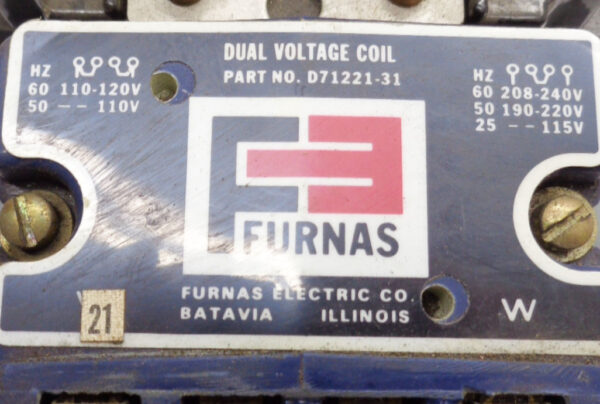 DUAL VOLTAGE COIL
PART NO. D71221-31
HZ
60 110-120V
50 -- 110V
HZ
60 208-240V
50 190-220V
25 -- 115V
FURNAS
FURNAS ELECTRIC CO.
BATAVIA ILLINOIS
21
W